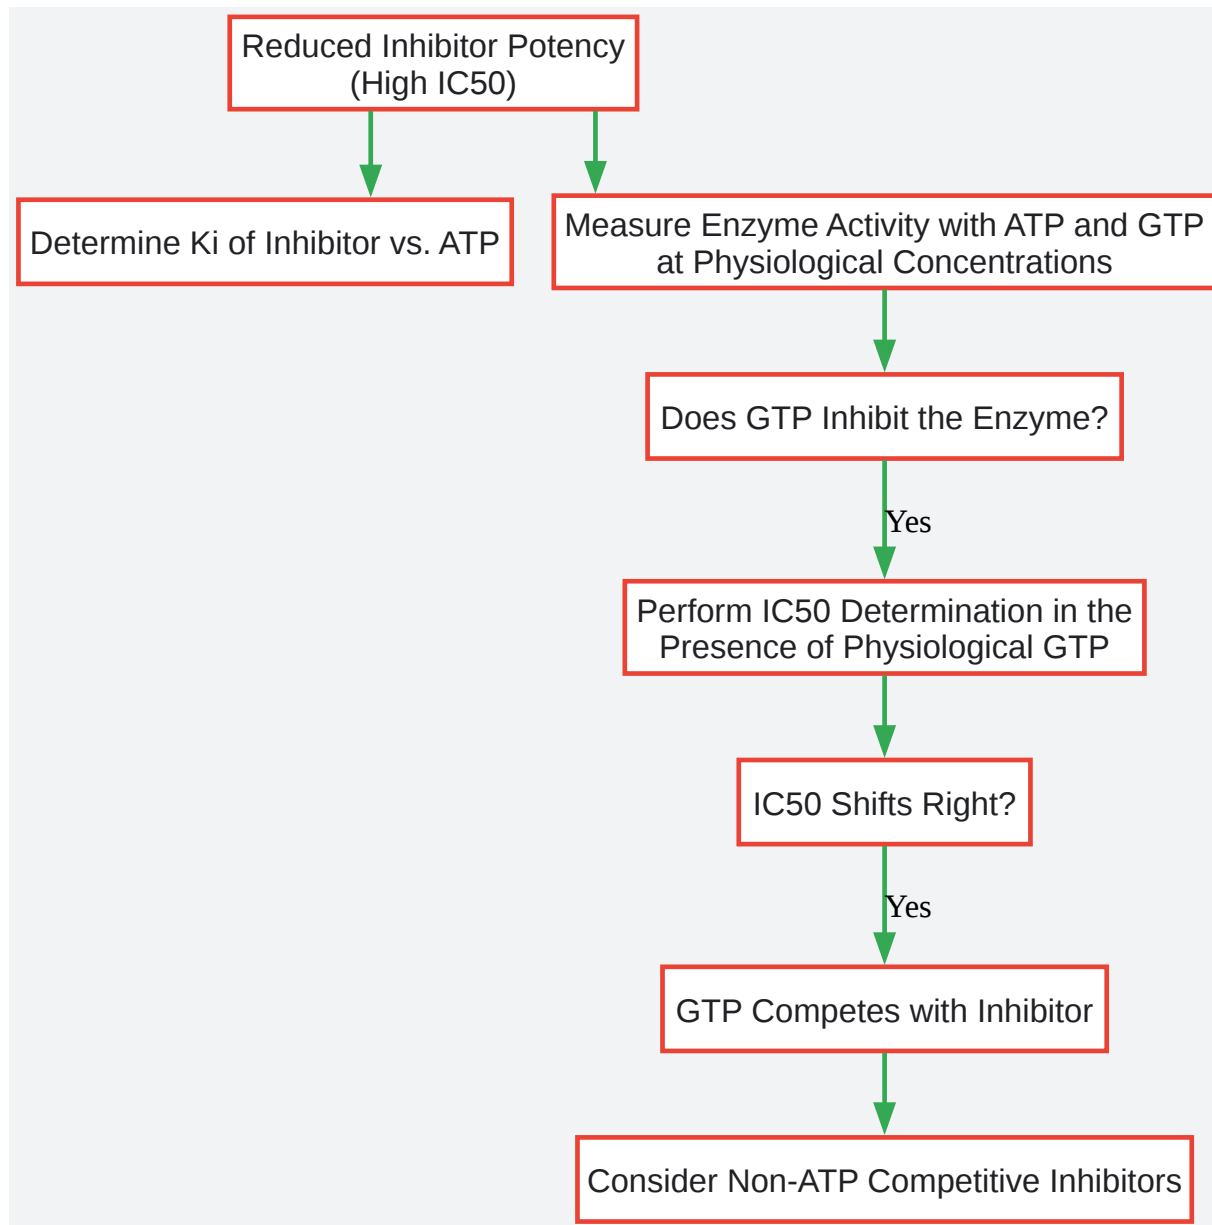 Reduced Inhibitor Potency
(High IC50)
Determine Ki of Inhibitor vs. ATP
Measure Enzyme Activity with ATP and GTP
at Physiological Concentrations
Does GTP Inhibit the Enzyme?
Yes
Perform IC50 Determination in the
Presence of Physiological GTP
IC50 Shifts Right?
Yes
GTP Competes with Inhibitor
Consider Non-ATP Competitive Inhibitors